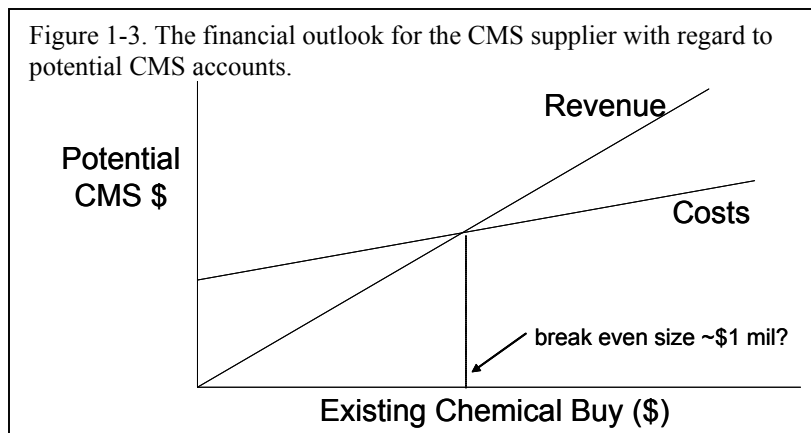 Figure 1-3. The financial outlook for the CMS supplier with regard to
potential CMS accounts.
Revenue
Potential
CMS $
Costs
break even size ~$1 mil?
Existing Chemical Buy ($)